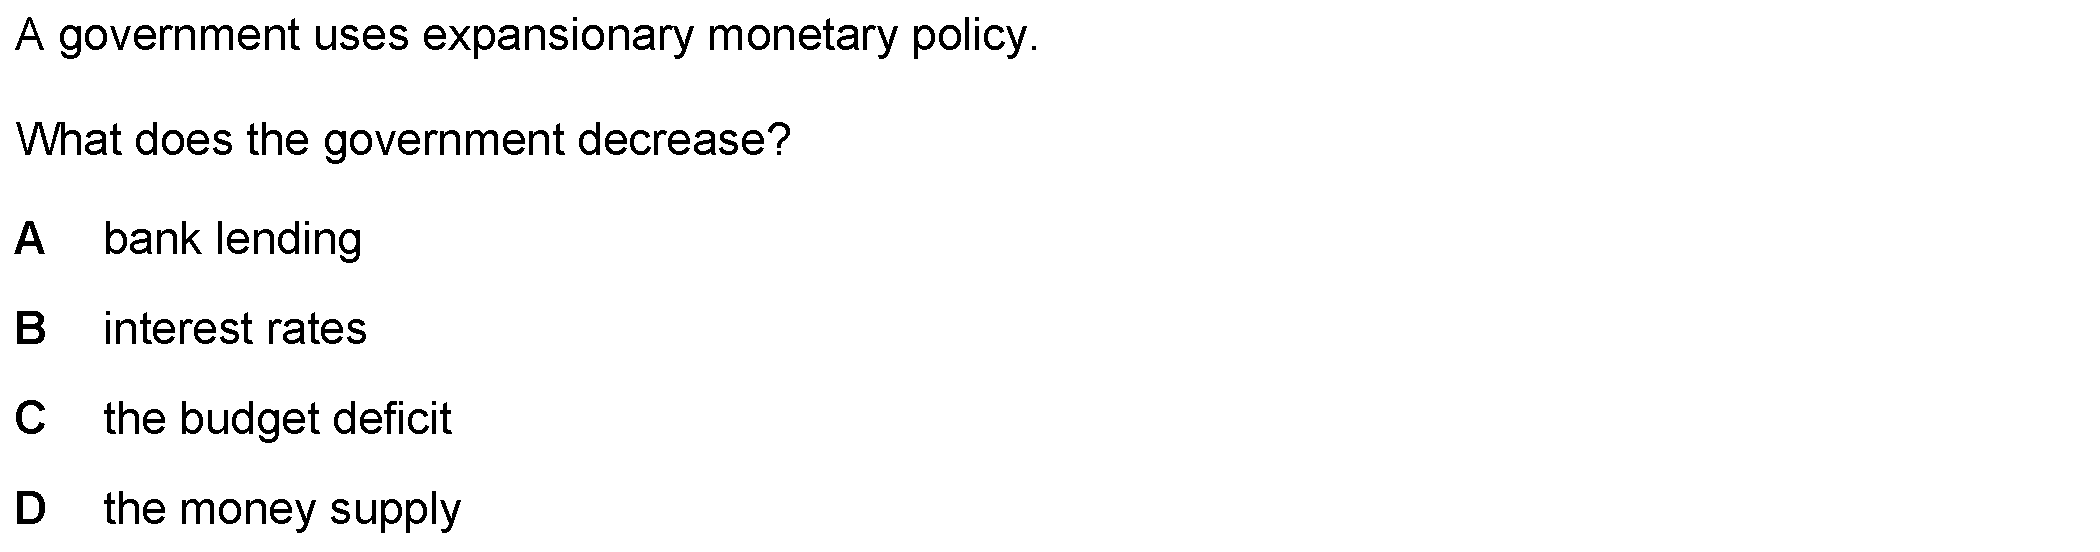 A government uses expansionary monetary policy.
What does the government decrease?
A bank lending
B interest rates
C the budget deficit
D the money supply